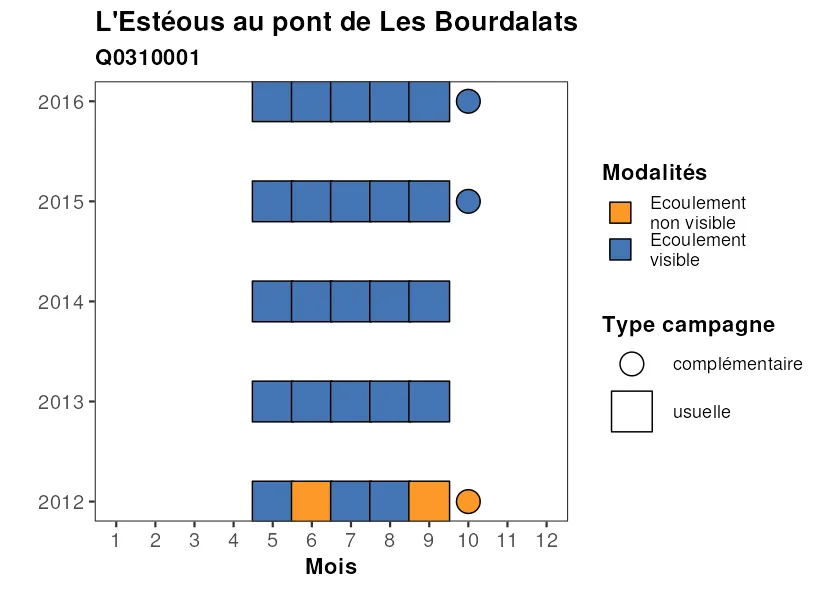 L'Estéous au pont de Les Bourdalats
Q0310001
2016
2015
2014
2013
2012
1 2 3 4 5 6 7 8 9 10 11 12
Mois
Modalités
Ecoulement
non visible
Ecoulement
visible
Type campagne
complémentaire
usuelle